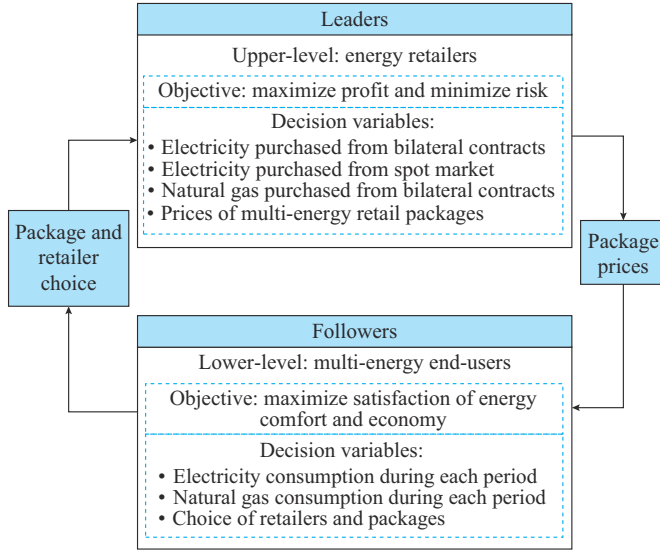 Leaders
Upper-level: energy retailers
Objective: maximize profit and minimize risk
Decision variables:
• Electricity purchased from bilateral contracts
• Electricity purchased from spot market
• Natural gas purchased from bilateral contracts
• Prices of multi-energy retail packages
Package and
retailer
choice
Package
prices
Followers
Lower-level: multi-energy end-users
Objective: maximize satisfaction of energy
comfort and economy
Decision variables:
• Electricity consumption during each period
• Natural gas consumption during each period
• Choice of retailers and packages